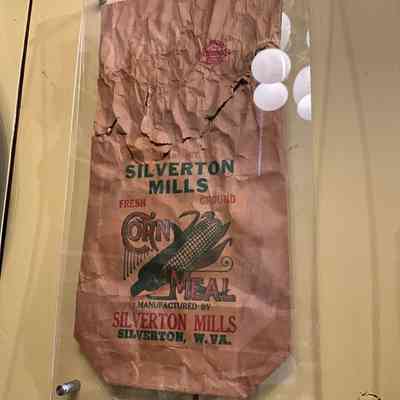 SILVERTON
MILLS
FRESH GROUND
CORN
MEAL
MANUFACTURED BY
SILVERTON MILLS
SILVERTON, W.VA.